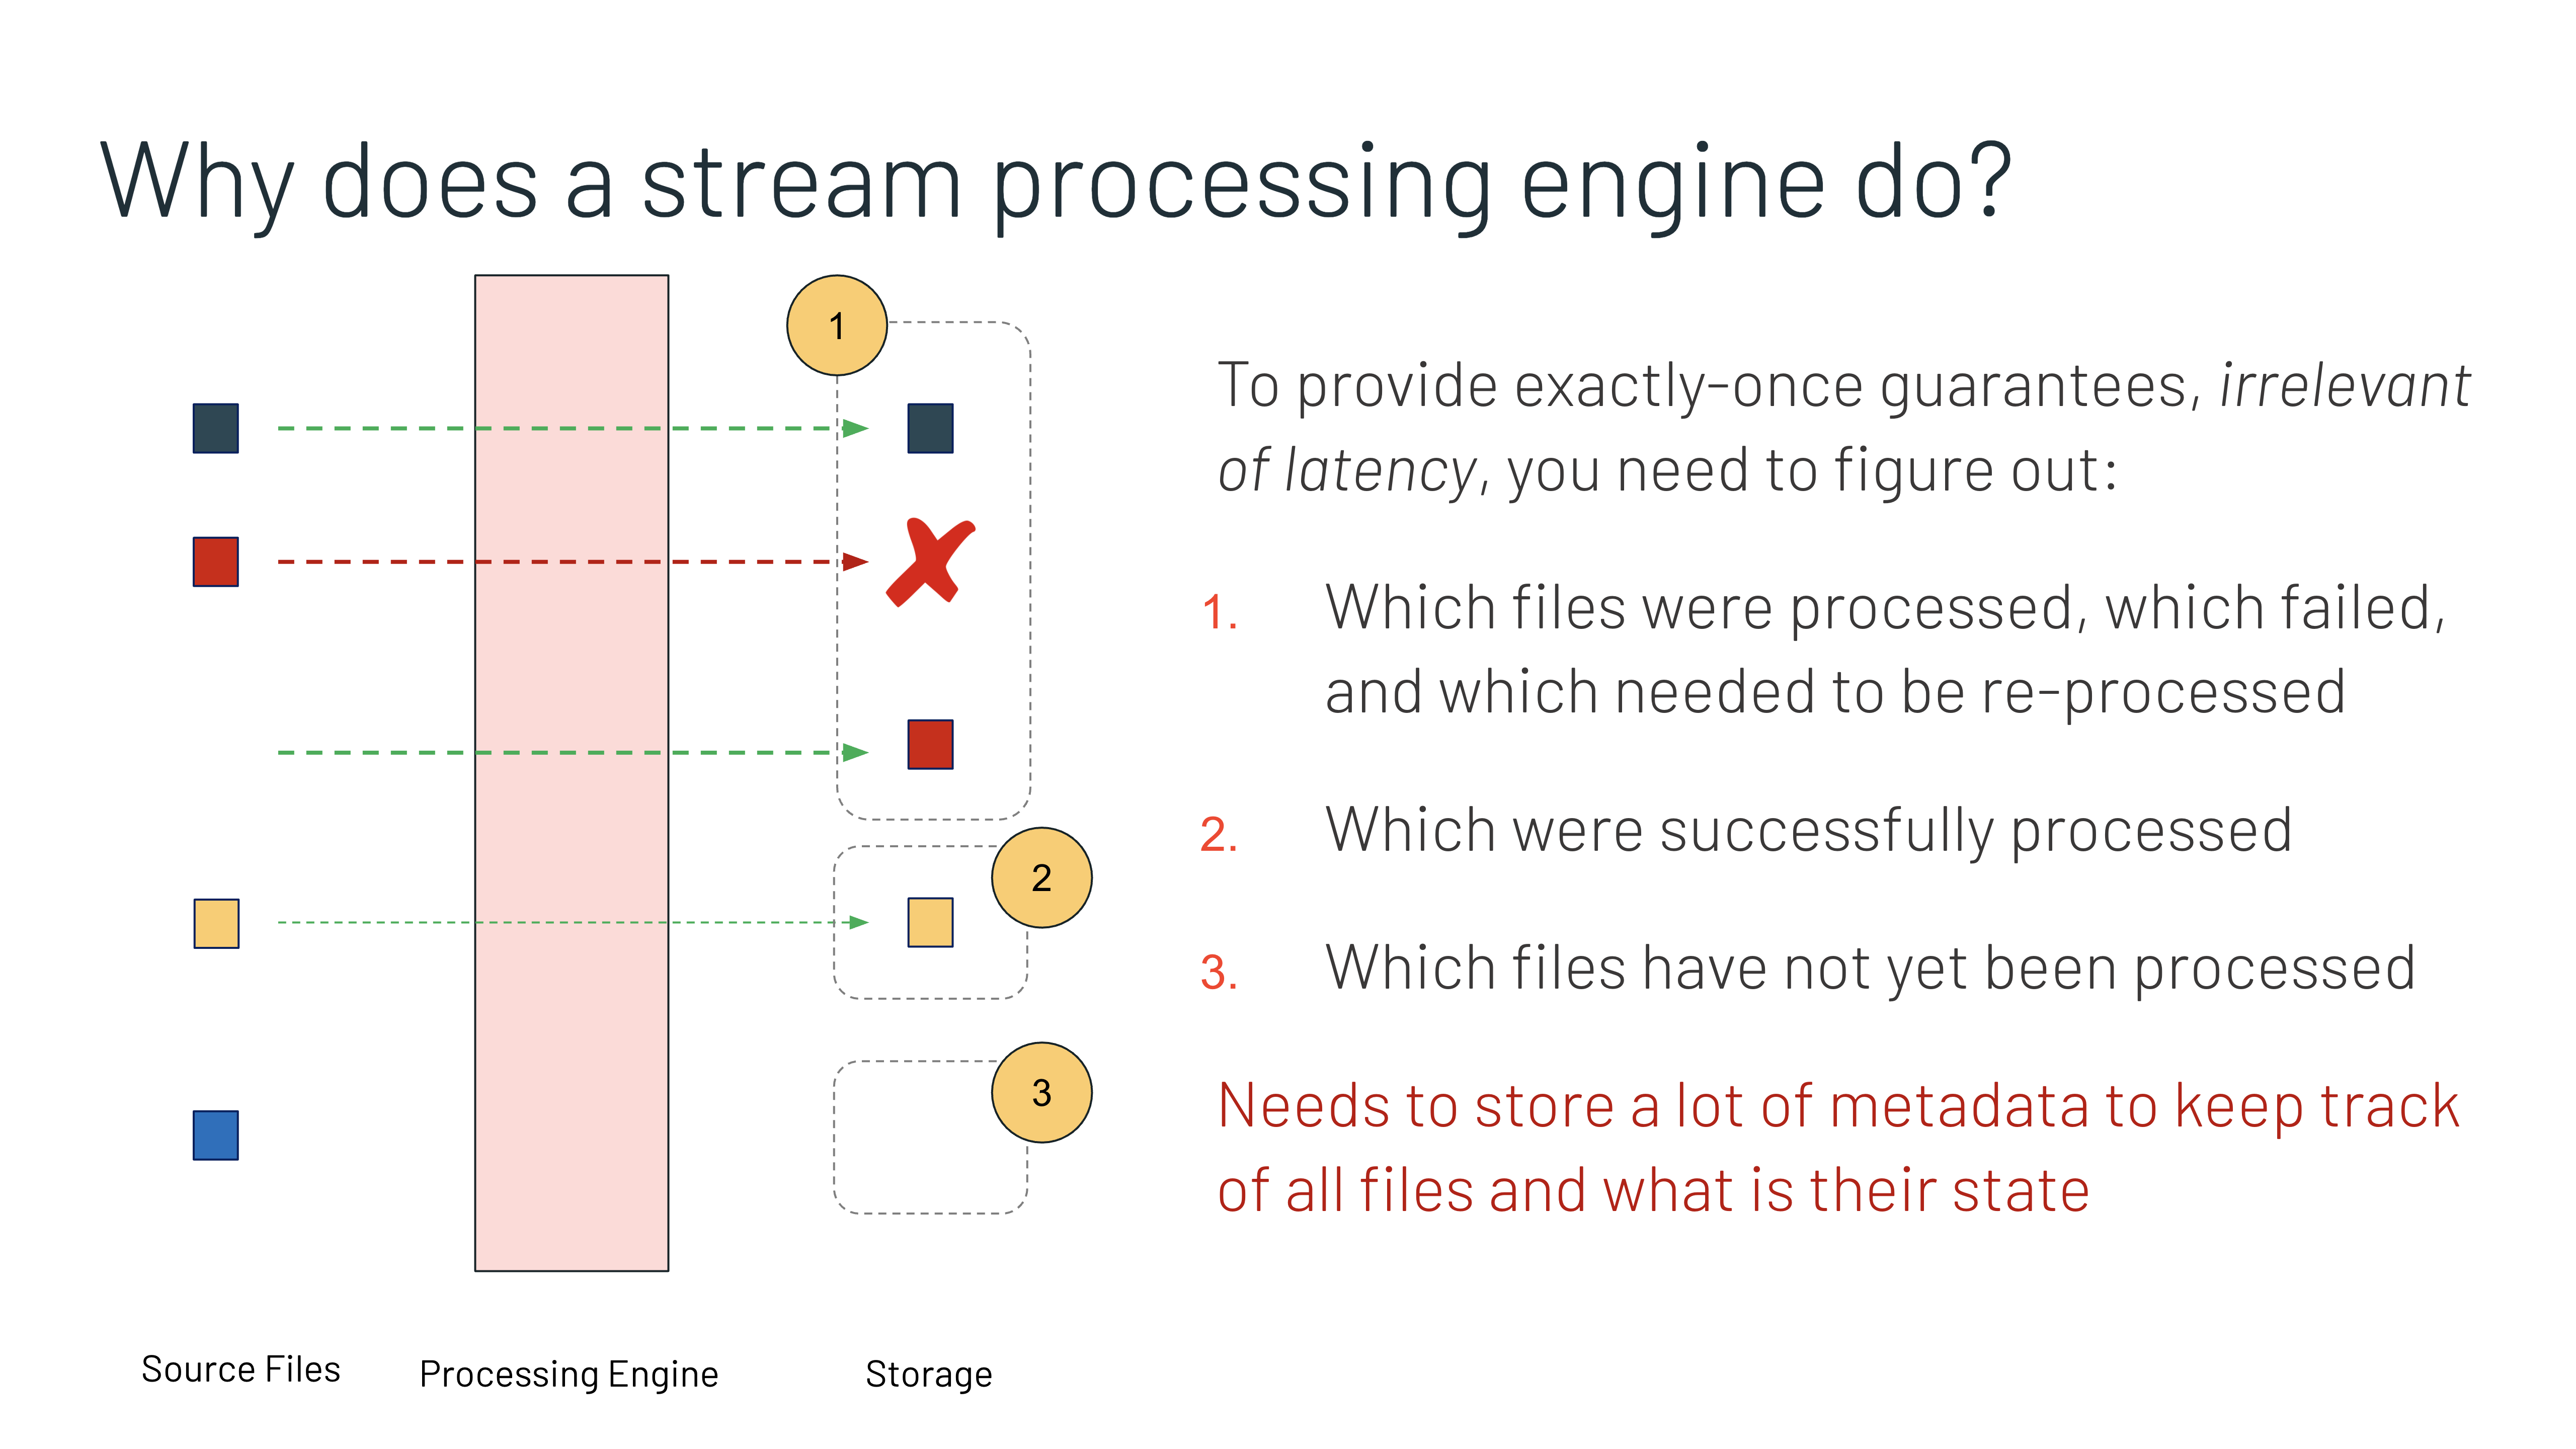 Why does a stream processing engine do?
1
2
3
Source Files
Processing Engine
Storage
To provide exactly-once guarantees, irrelevant
of latency, you need to figure out:
1. Which files were processed, which failed,
and which needed to be re-processed
2. Which were successfully processed
3. Which files have not yet been processed
Needs to store a lot of metadata to keep track
of all files and what is their state